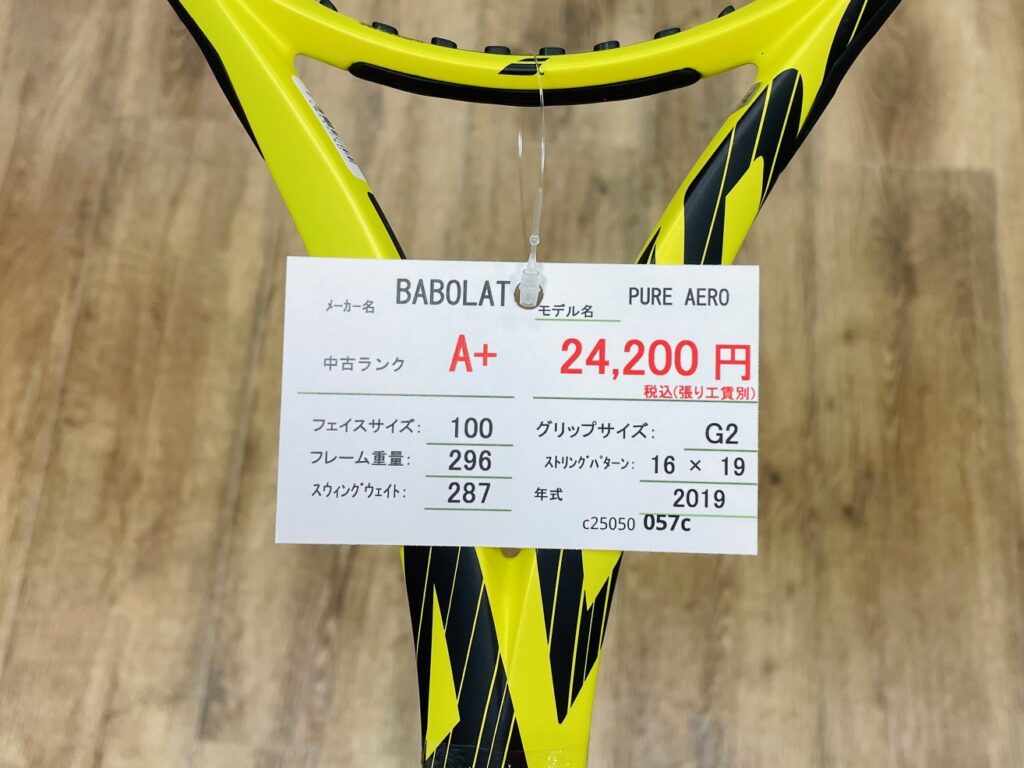 メーカー名 BABOLAT モデル名 PURE AERO
中古ランク A+ 24,200 円
税込(張り工賃別)
フェイスサイズ: 100 グリップサイズ: G2
フレーム重量: 296 ストリングパターン: 16 × 19
スウィングウェイト: 287 年式 2019
c25050 057c